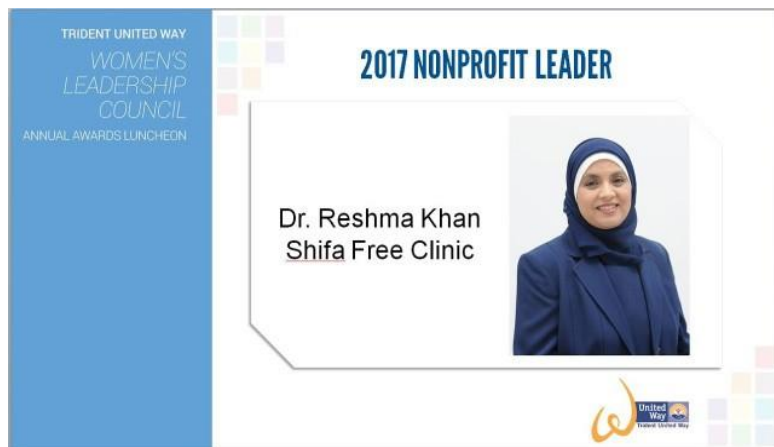 TRIDENT UNITED WAY
WOMEN'S
LEADERSHIP
COUNCIL
ANNUAL AWARDS LUNCHEON
2017 NONPROFIT LEADER
Dr. Reshma Khan
Shifa Free Clinic
United
Way
Trident United Way